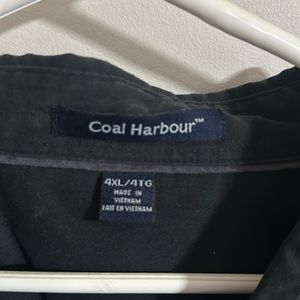 Coal Harbour™
4XL/4TG
MADE IN
VIETNAM
FAIT EN VIETNAM